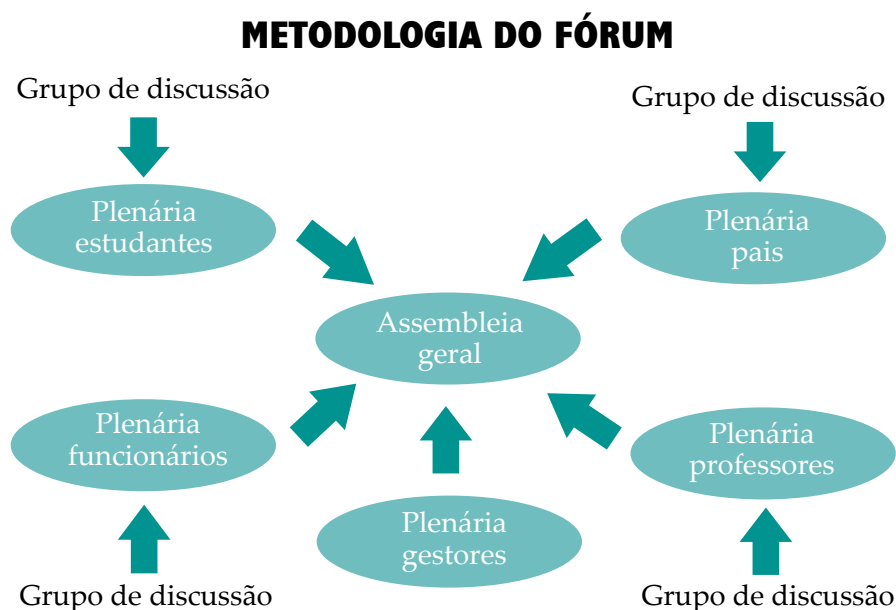 METODOLOGIA DO FÓRUM
Grupo de discussão
Grupo de discussão
Plenária
estudantes
Plenária
pais
Assembleia
geral
Plenária
funcionários
Plenária
professores
Plenária
gestores
Grupo de discussão
Grupo de discussão